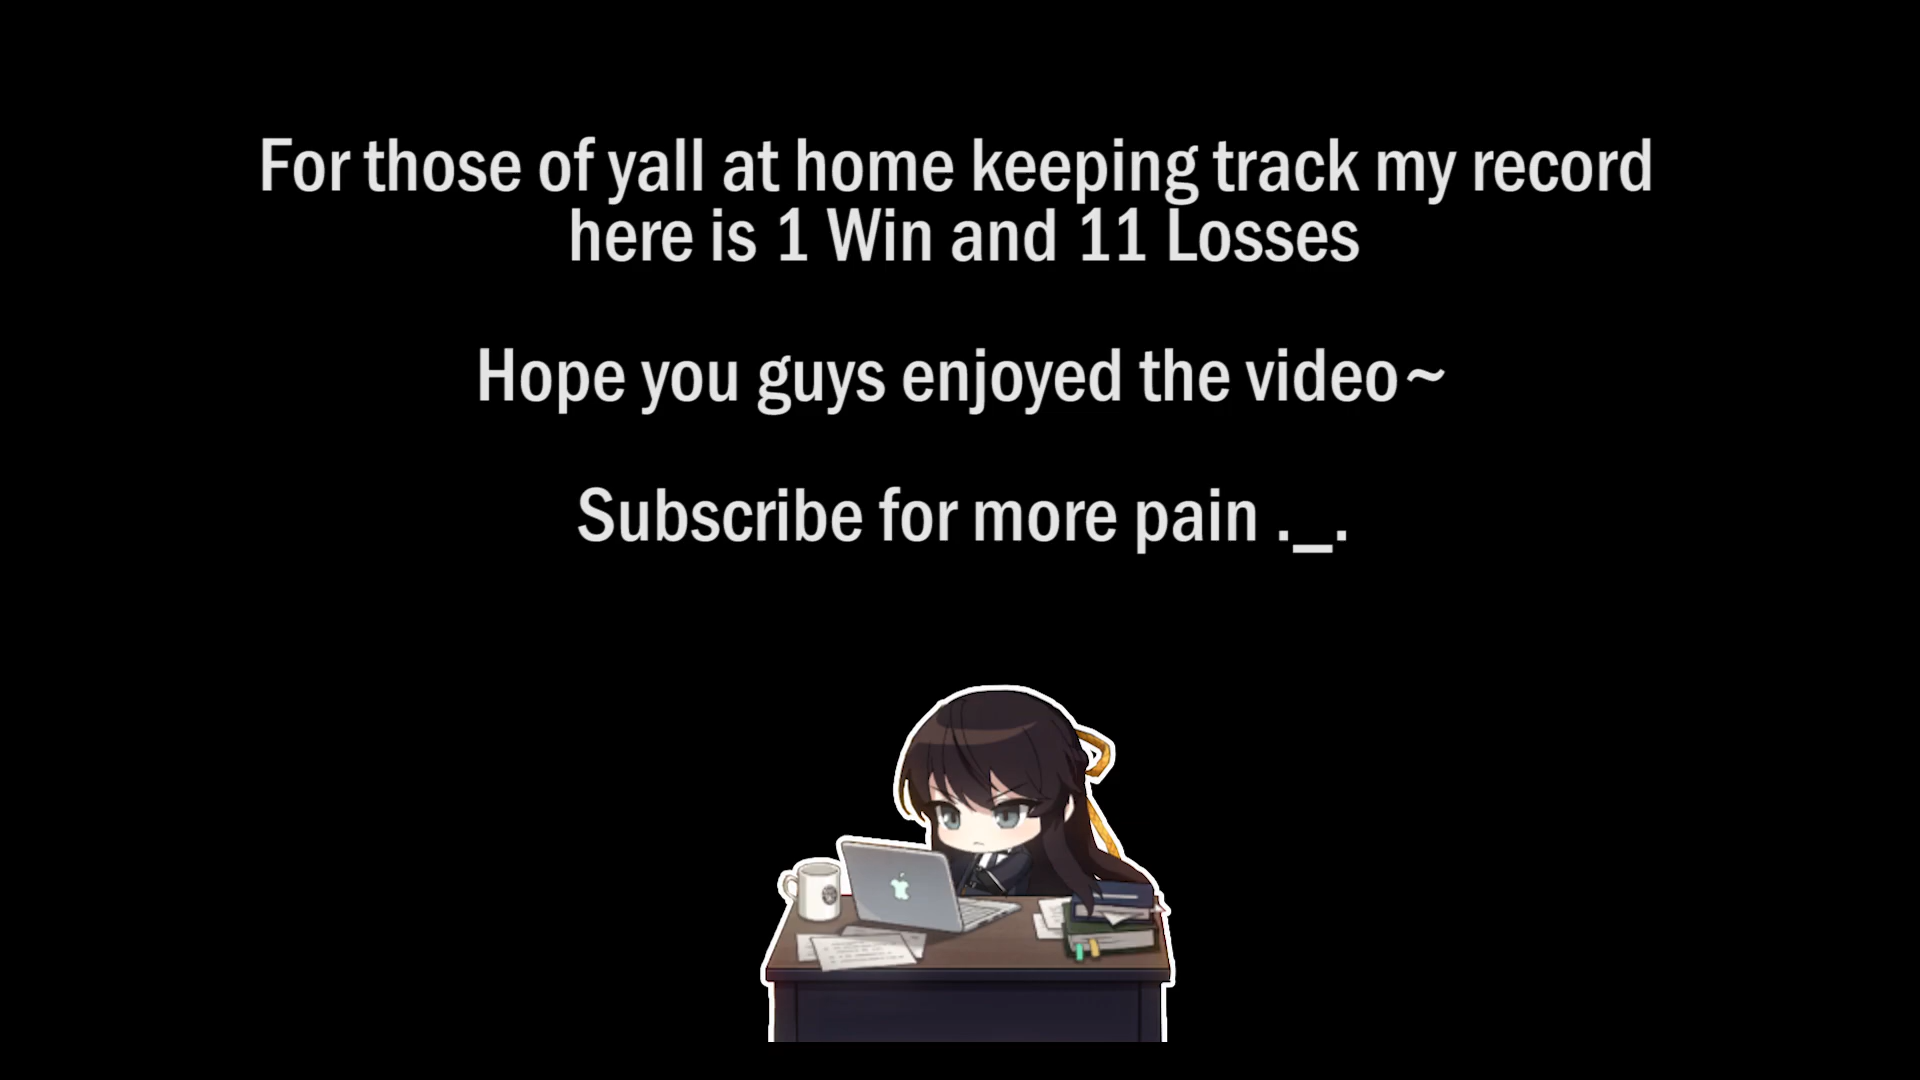 For those of yall at home keeping track my record
here is 1 Win and 11 Losses
Hope you guys enjoyed the video~
Subscribe for more pain ._.